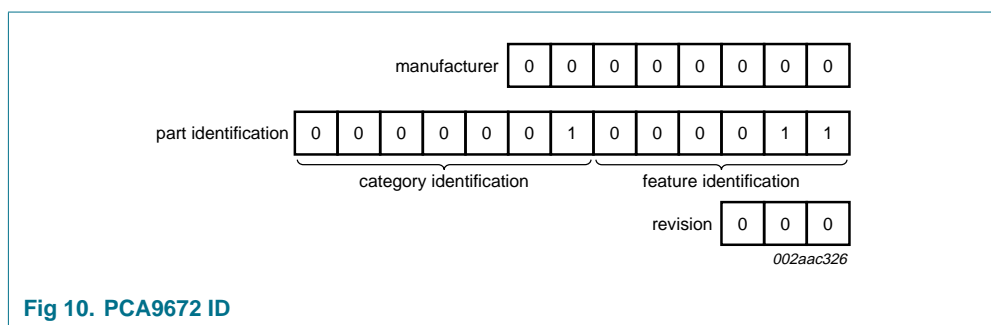 manufacturer 0 0 0 0 0 0 0 0
part identification 0 0 0 0 0 0 1 0 0 0 0 1 1
category identification feature identification
revision 0 0 0
002aac326
Fig 10. PCA9672 ID